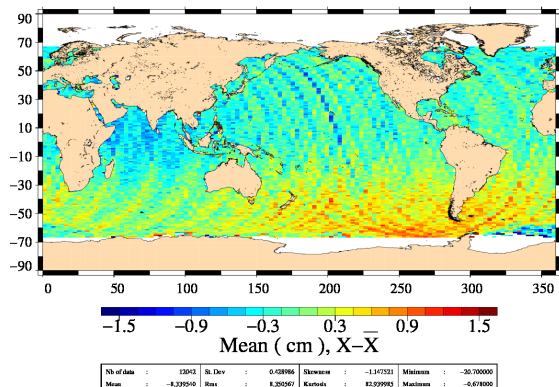 90
70
50
30
10
−10
−30
−50
−70
−90
0 50 100 150 200 250 300 350
−1.5 −0.9 −0.3 0.3 0.9 1.5
Mean ( cm ), X−X̅
Nb of data : 12042 St. Dev : 0.428986 Skewness : −1.147521 Minimum : −20.700000
Mean : −8.339540 Rms : 8.350567 Kurtosis : 82.939985 Maximum : −0.678000